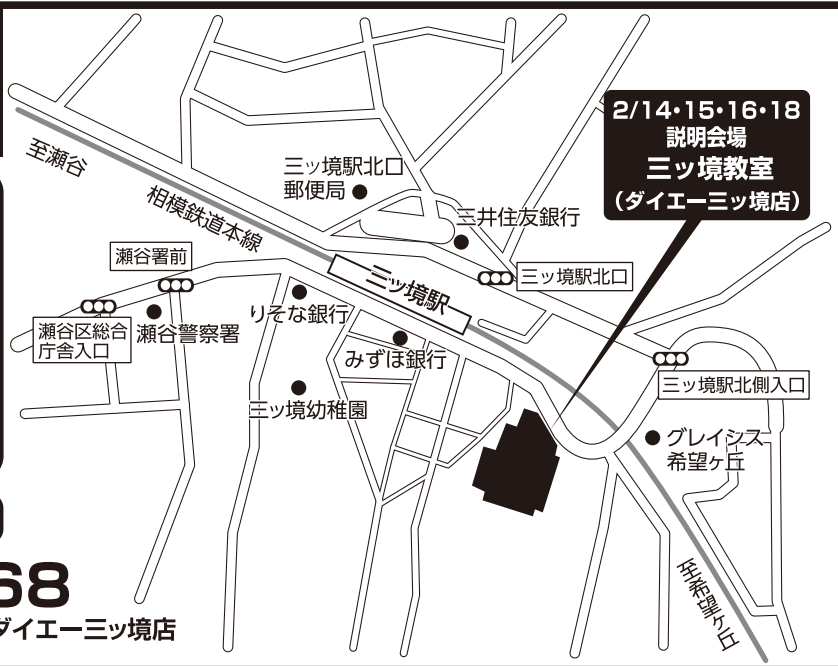 2/14・15・16・18
説明会場
三ッ境教室
（ダイエー三ッ境店）
至瀬谷
相模鉄道本線
三ッ境駅北口
郵便局
三井住友銀行
瀬谷署前
三ッ境駅
三ッ境駅北口
瀬谷区総合
庁舎入口
瀬谷警察署
りそな銀行
みずほ銀行
三ッ境駅北側入口
三ッ境幼稚園
グレイシス
希望ヶ丘
至希望ヶ丘
68
ダイエー三ッ境店